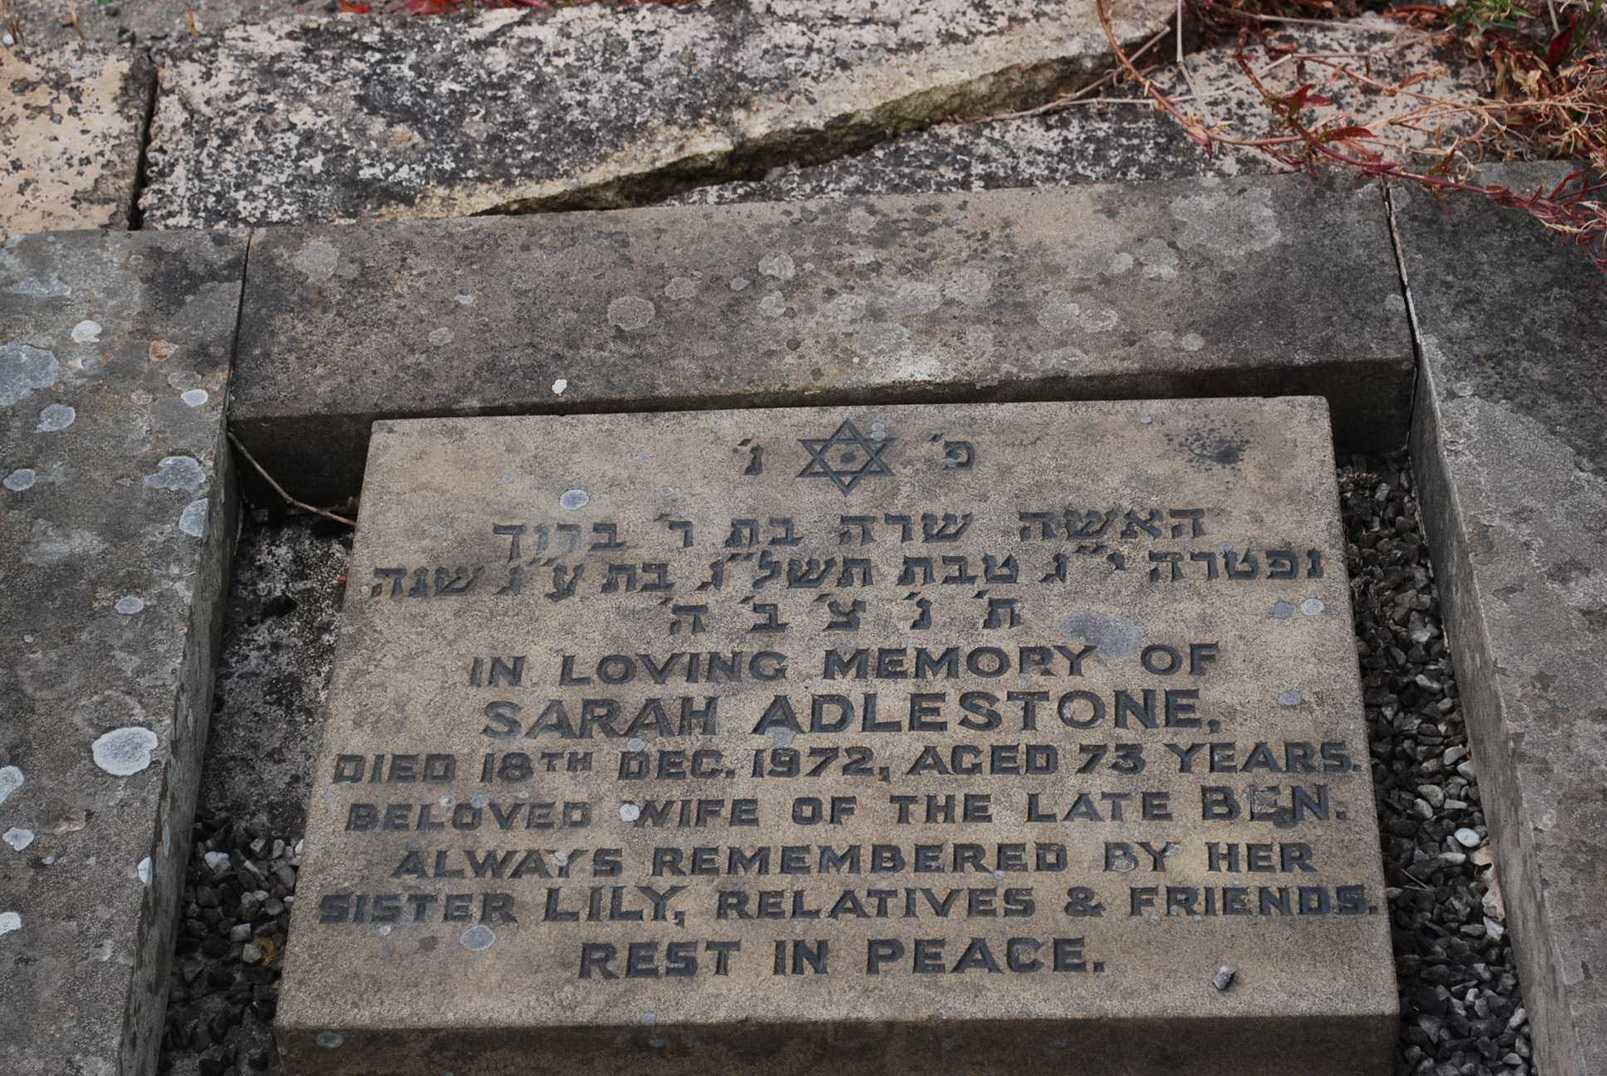 פ׳ נ׳
האשה שרה בת ר׳ ברוך
נפטרה י״ג טבת תשל״ג בת ע״ג שנה
ת׳ נ׳ צ׳ ב׳ ה׳
IN LOVING MEMORY OF
SARAH ADLESTONE,
DIED 18TH DEC. 1972, AGED 73 YEARS.
BELOVED WIFE OF THE LATE BEN.
ALWAYS REMEMBERED BY HER
SISTER LILY, RELATIVES & FRIENDS.
REST IN PEACE.